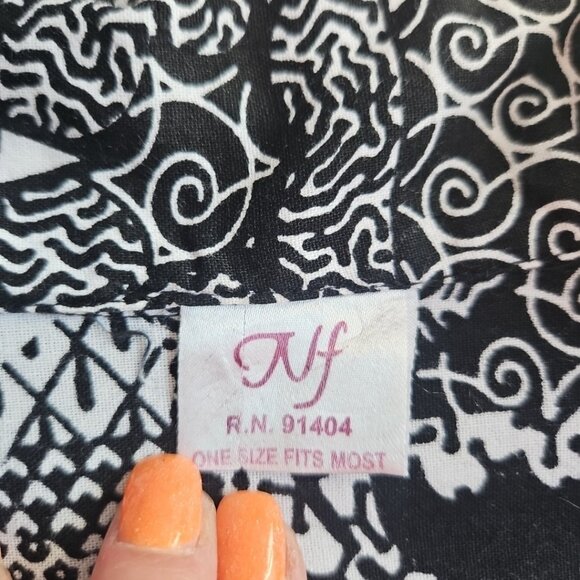 Nf
R.N. 91404
ONE SIZE FITS MOST